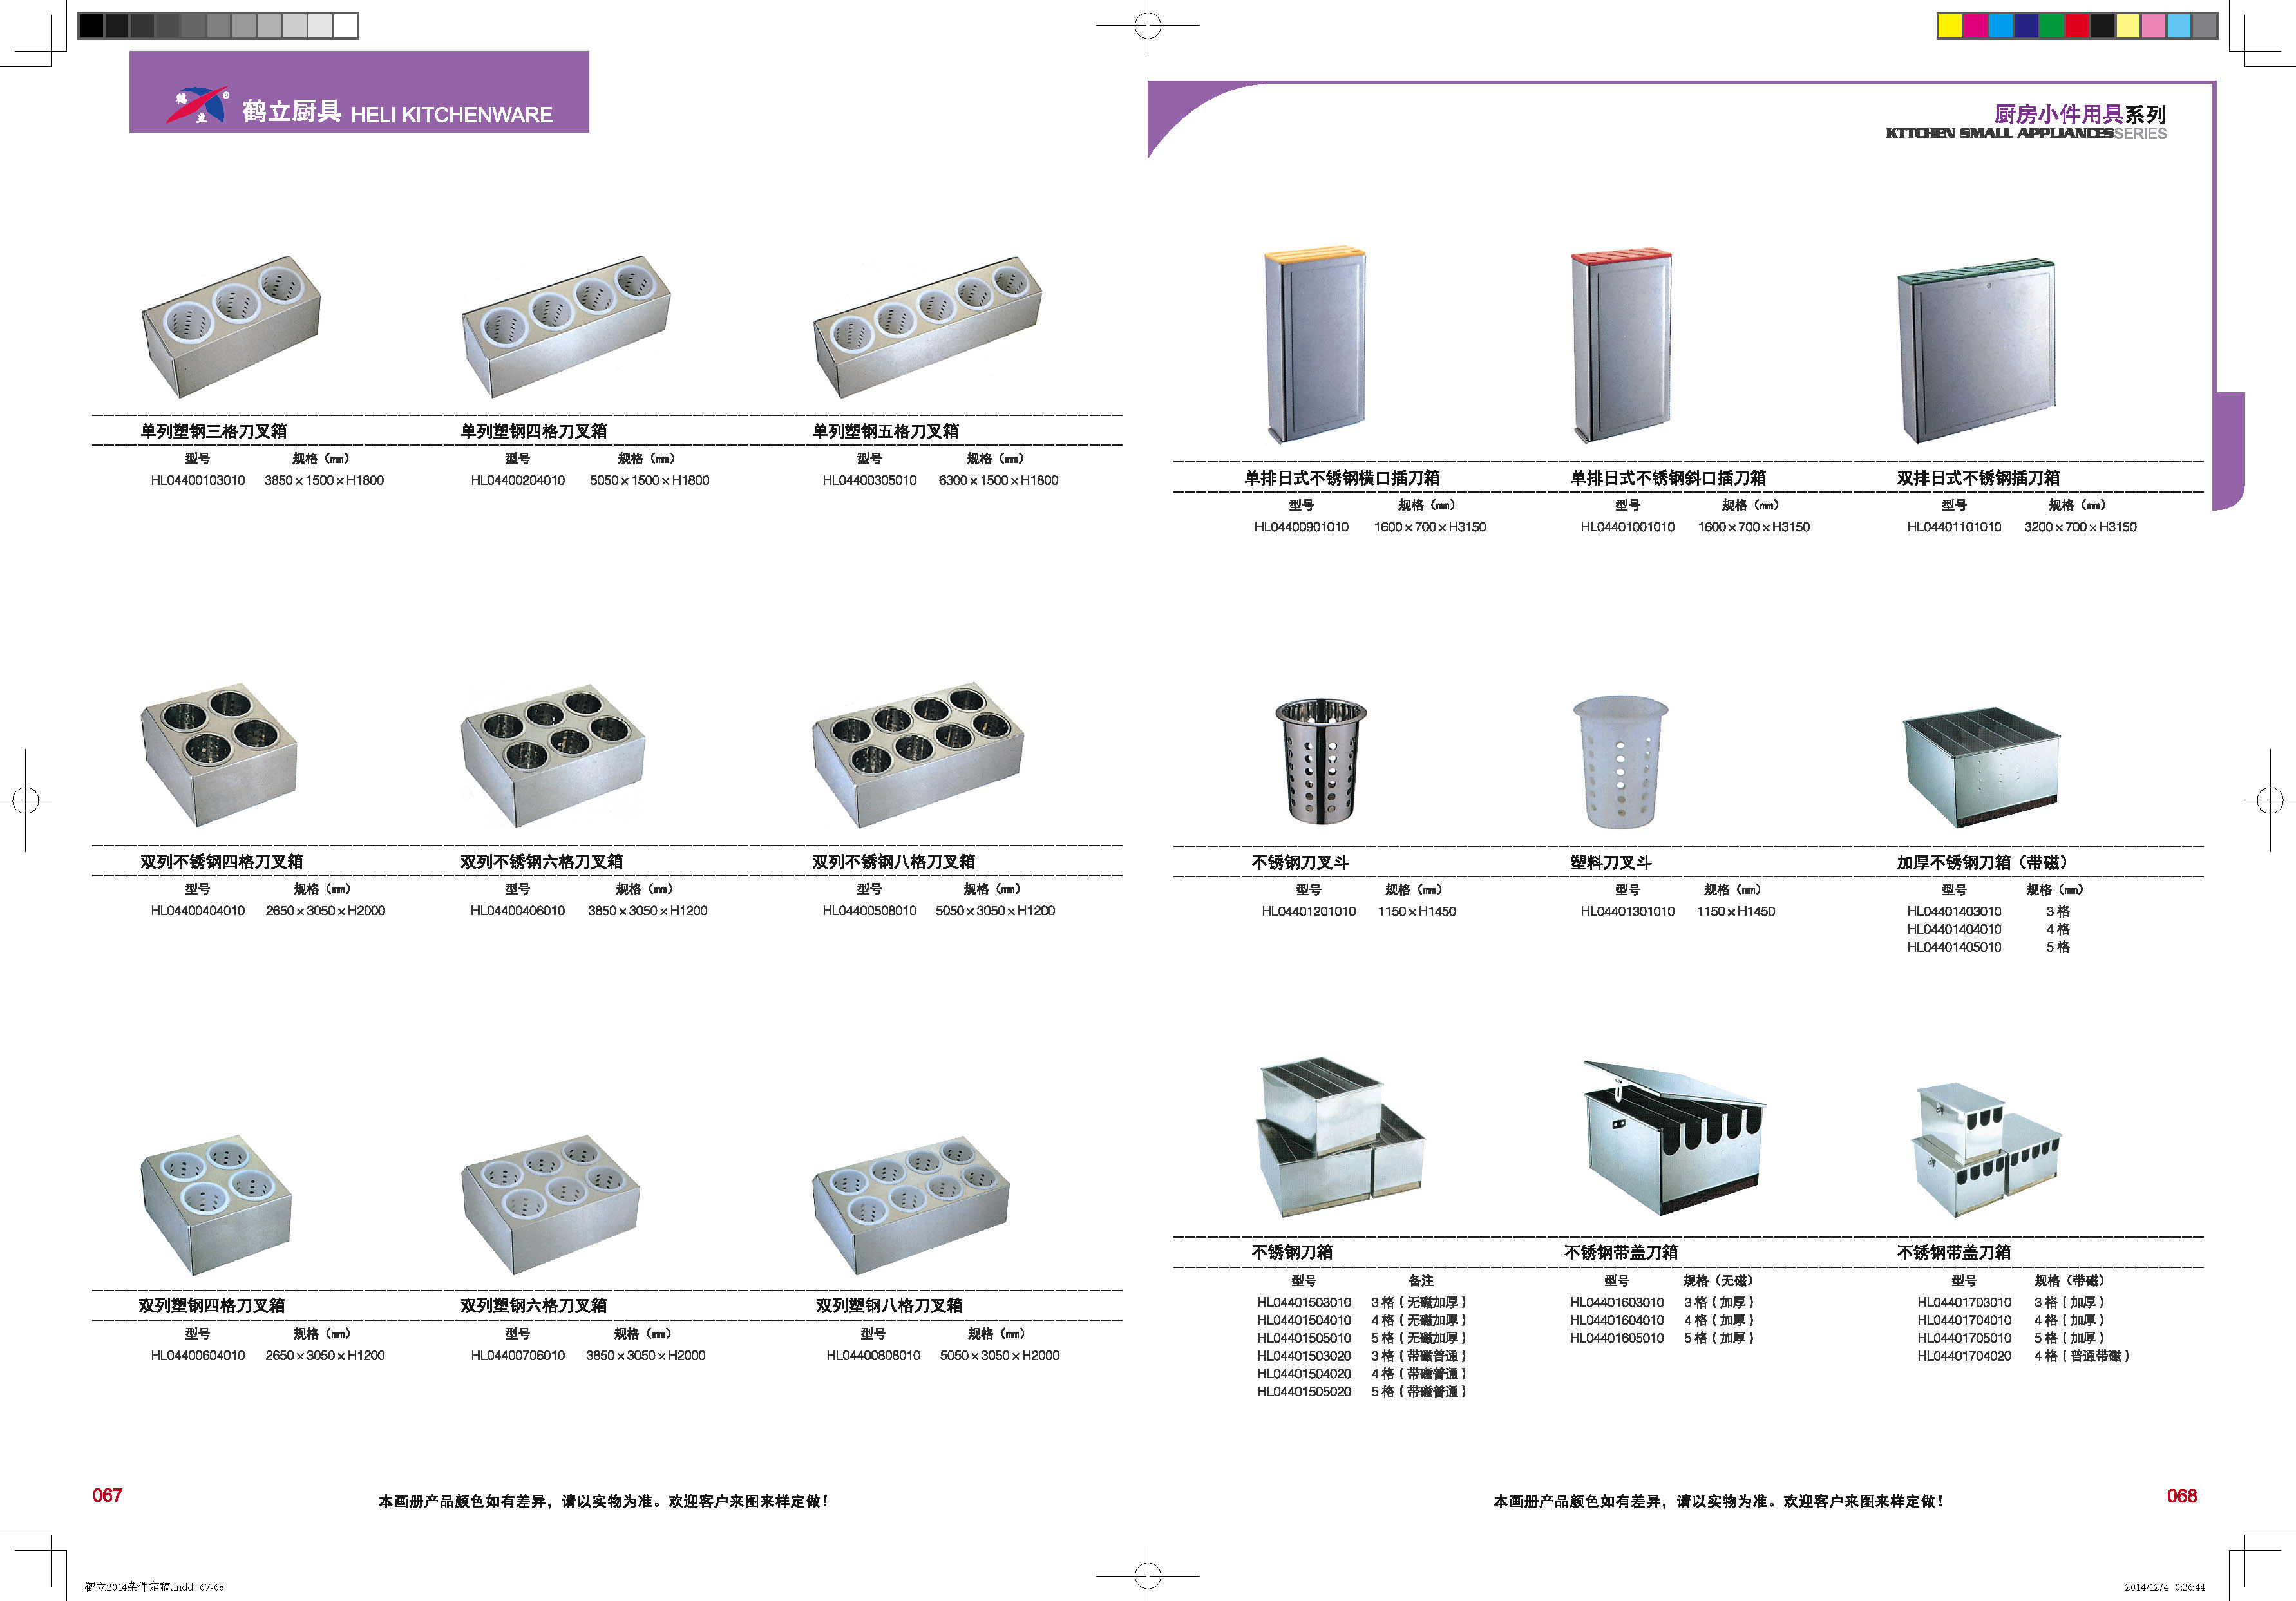 鹤立厨具 HELI KITCHENWARE
厨房小件用具系列
KTTCHEN SMALL APPLIANCESSERIES
单列塑钢三格刀叉箱 单列塑钢四格刀叉箱 单列塑钢五格刀叉箱
型号 规格（mm） 型号 规格（mm） 型号 规格（mm）
HL04400103010 3850×1500×H1800 HL04400204010 5050×1500×H1800 HL04400305010 6300×1500×H1800
双列不锈钢四格刀叉箱 双列不锈钢六格刀叉箱 双列不锈钢八格刀叉箱
型号 规格（mm） 型号 规格（mm） 型号 规格（mm）
HL04400404010 2650×3050×H2000 HL04400406010 3850×3050×H1200 HL04400508010 5050×3050×H1200
双列塑钢四格刀叉箱 双列塑钢六格刀叉箱 双列塑钢八格刀叉箱
型号 规格（mm） 型号 规格（mm） 型号 规格（mm）
HL04400604010 2650×3050×H1200 HL04400706010 3850×3050×H2000 HL04400808010 5050×3050×H2000
067 本画册产品颜色如有差异，请以实物为准。欢迎客户来图来样定做！
单排日式不锈钢横口插刀箱 单排日式不锈钢斜口插刀箱 双排日式不锈钢插刀箱
型号 规格（mm） 型号 规格（mm） 型号 规格（mm）
HL04400901010 1600×700×H3150 HL04401001010 1600×700×H3150 HL04401101010 3200×700×H3150
不锈钢刀叉斗 塑料刀叉斗 加厚不锈钢刀箱（带磁）
型号 规格（mm） 型号 规格（mm） 型号 规格（mm）
HL04401201010 1150×H1450 HL04401301010 1150×H1450 HL04401403010 3格
HL04401404010 4格
HL04401405010 5格
不锈钢刀箱 不锈钢带盖刀箱 不锈钢带盖刀箱
型号 备注 型号 规格（无磁） 型号 规格（带磁）
HL04401503010 3格（无磁加厚） HL04401603010 3格（加厚） HL04401703010 3格（加厚）
HL04401504010 4格（无磁加厚） HL04401604010 4格（加厚） HL04401704010 4格（加厚）
HL04401505010 5格（无磁加厚） HL04401605010 5格（加厚） HL04401705010 5格（加厚）
HL04401503020 3格（带磁普通） HL04401704020 4格（普通带磁）
HL04401504020 4格（带磁普通）
HL04401505020 5格（带磁普通）
本画册产品颜色如有差异，请以实物为准。欢迎客户来图来样定做！ 068
鹤立2014杂件定稿.indd 67-68 2014/12/4 0:26:44